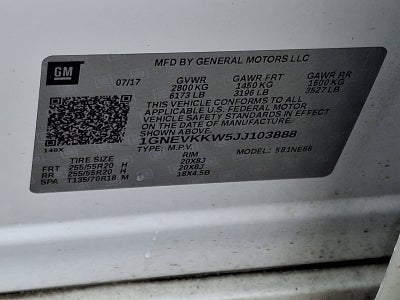 GM
MFD BY GENERAL MOTORS LLC
07/17 GVWR GAWR FRT GAWR RR
2800 KG 1450 KG 1600 KG
6173 LB 3196 LB 3527 LB
THIS VEHICLE CONFORMS TO ALL
APPLICABLE U.S. FEDERAL MOTOR
VEHICLE SAFETY STANDARDS IN EFFECT
ON THE DATE OF MANUFACTURE.
1GNEVKKW5JJ103888
140X TYPE: M.P.V. MODEL:
TIRE SIZE RIM
FRT 255/55R20 H 20X8J
RR 255/55R20 H 20X8J
SPA T135/70R18 M 18X4.5B